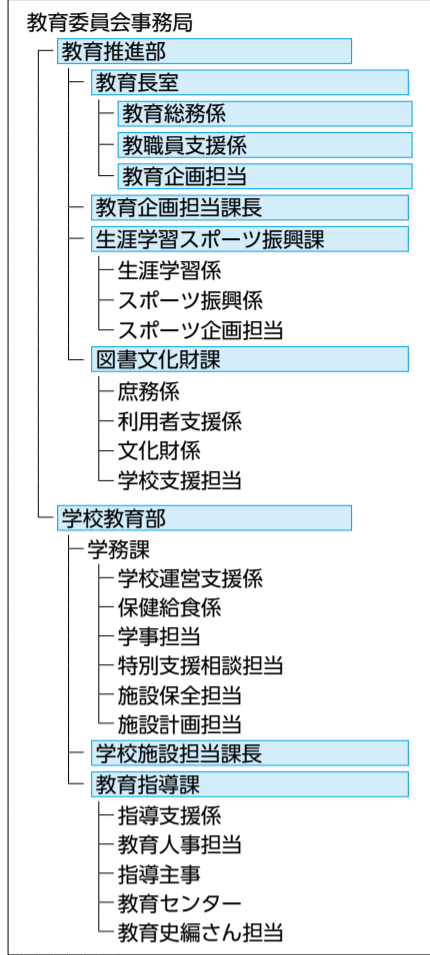 教育委員会事務局
教育推進部
教育長室
教育総務係
教職員支援係
教育企画担当
教育企画担当課長
生涯学習スポーツ振興課
生涯学習係
スポーツ振興係
スポーツ企画担当
図書文化財課
庶務係
利用者支援係
文化財係
学校支援担当
学校教育部
学務課
学校運営支援係
保健給食係
学事担当
特別支援相談担当
施設保全担当
施設計画担当
学校施設担当課長
教育指導課
指導支援係
教育人事担当
指導主事
教育センター
教育史編さん担当